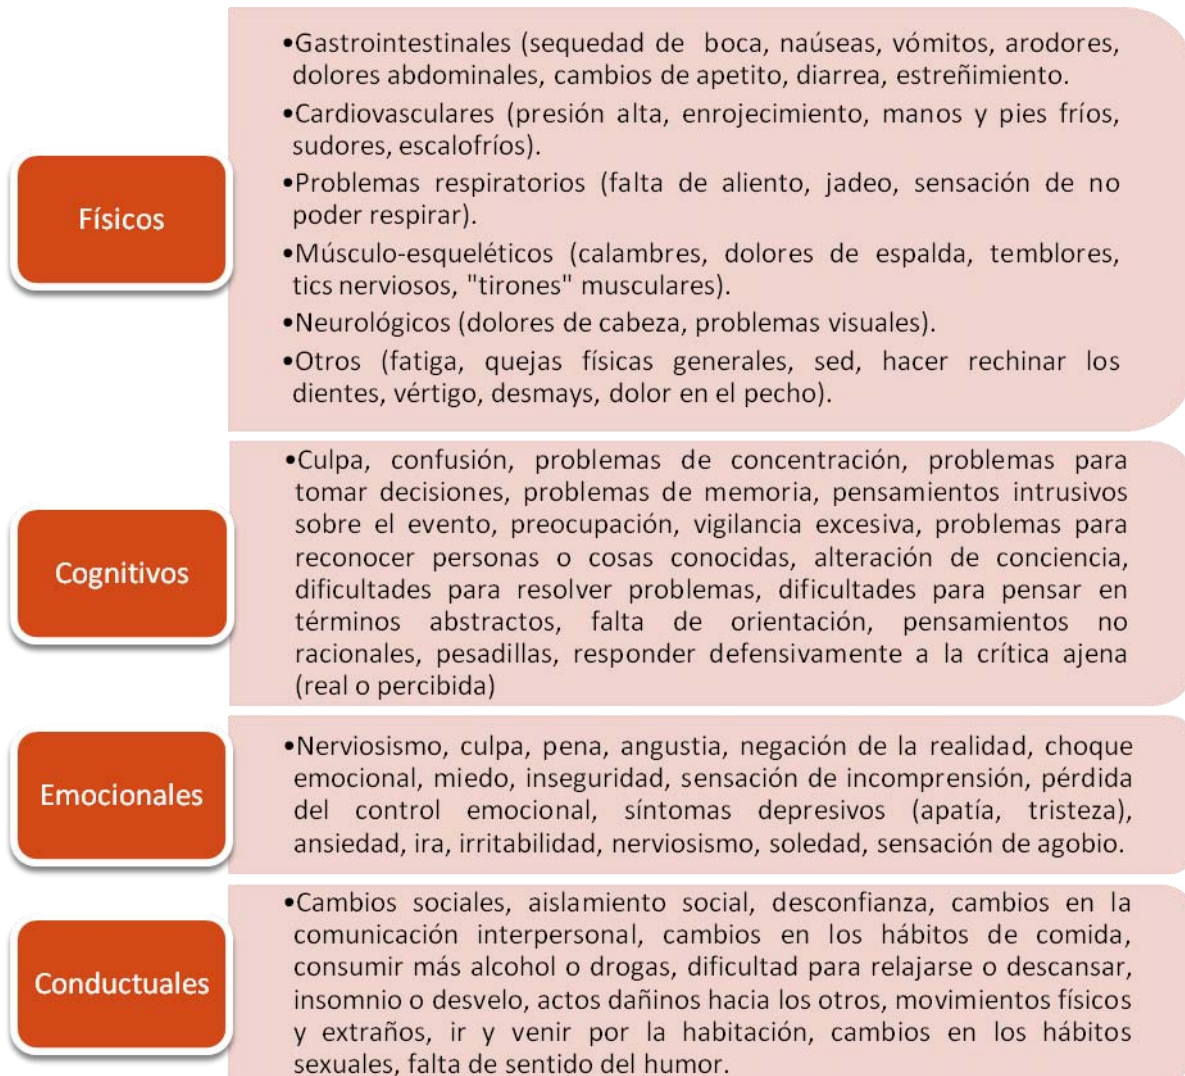 Físicos
•Gastrointestinales (sequedad de boca, naúseas, vómitos, arodores,
dolores abdominales, cambios de apetito, diarrea, estreñimiento.
•Cardiovasculares (presión alta, enrojecimiento, manos y pies fríos,
sudores, escalofríos).
•Problemas respiratorios (falta de aliento, jadeo, sensación de no
poder respirar).
•Músculo-esqueléticos (calambres, dolores de espalda, temblores,
tics nerviosos, "tirones" musculares).
•Neurológicos (dolores de cabeza, problemas visuales).
•Otros (fatiga, quejas físicas generales, sed, hacer rechinar los
dientes, vértigo, desmays, dolor en el pecho).
Cognitivos
•Culpa, confusión, problemas de concentración, problemas para
tomar decisiones, problemas de memoria, pensamientos intrusivos
sobre el evento, preocupación, vigilancia excesiva, problemas para
reconocer personas o cosas conocidas, alteración de conciencia,
dificultades para resolver problemas, dificultades para pensar en
términos abstractos, falta de orientación, pensamientos no
racionales, pesadillas, responder defensivamente a la crítica ajena
(real o percibida)
Emocionales
•Nerviosismo, culpa, pena, angustia, negación de la realidad, choque
emocional, miedo, inseguridad, sensación de incomprensión, pérdida
del control emocional, síntomas depresivos (apatía, tristeza),
ansiedad, ira, irritabilidad, nerviosismo, soledad, sensación de agobio.
Conductuales
•Cambios sociales, aislamiento social, desconfianza, cambios en la
comunicación interpersonal, cambios en los hábitos de comida,
consumir más alcohol o drogas, dificultad para relajarse o descansar,
insomnio o desvelo, actos dañinos hacia los otros, movimientos físicos
y extraños, ir y venir por la habitación, cambios en los hábitos
sexuales, falta de sentido del humor.